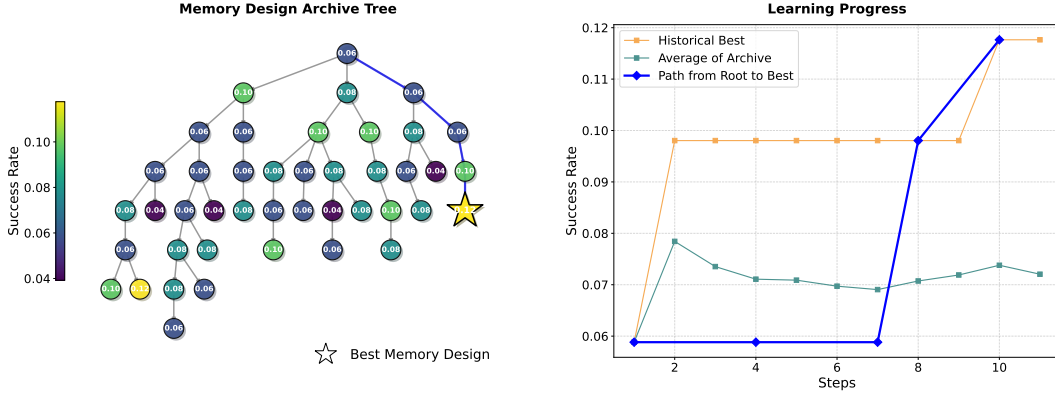 Memory Design Archive Tree
0.06
0.10 0.08 0.06
0.06 0.06 0.10 0.10 0.08 0.06
0.06 0.06 0.06 0.08 0.06 0.08 0.08 0.06 0.04 0.10
0.08 0.04 0.06 0.04 0.08 0.06 0.06 0.04 0.08 0.10 0.08
0.06 0.08 0.08 0.10 0.06 0.08
0.10 0.12 0.08 0.06
0.06
Success Rate
0.10
0.08
0.06
0.04
Best Memory Design
Learning Progress
Historical Best
Average of Archive
Path from Root to Best
Success Rate
0.12
0.11
0.10
0.09
0.08
0.07
0.06
2 4 6 8 10
Steps